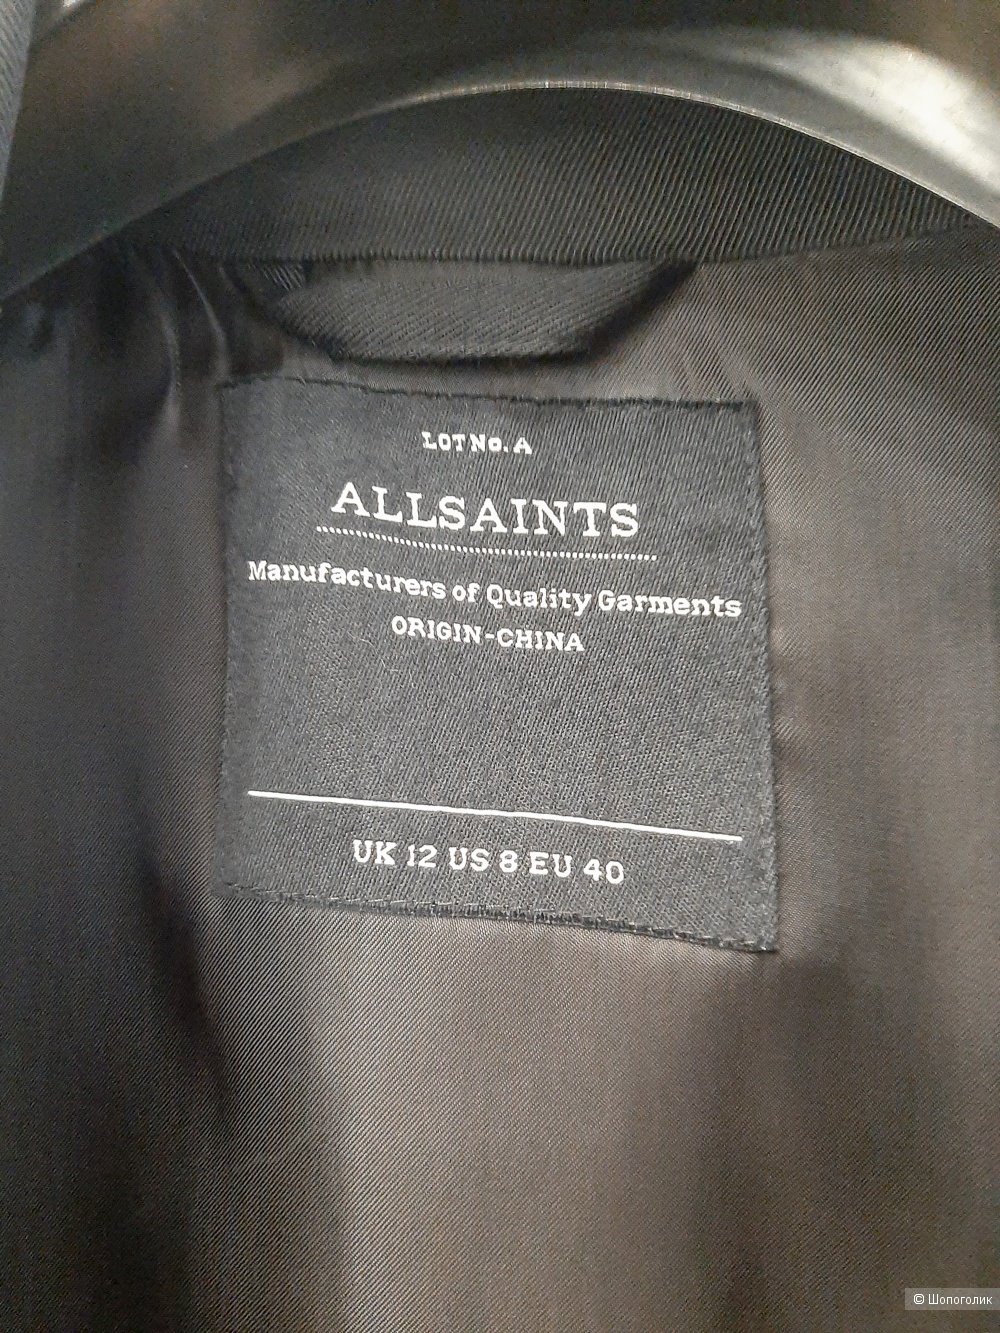 LOT No. A
ALLSAINTS
Manufacturers of Quality Garments
ORIGIN-CHINA
UK 12 US 8 EU 40
© Шопоголик